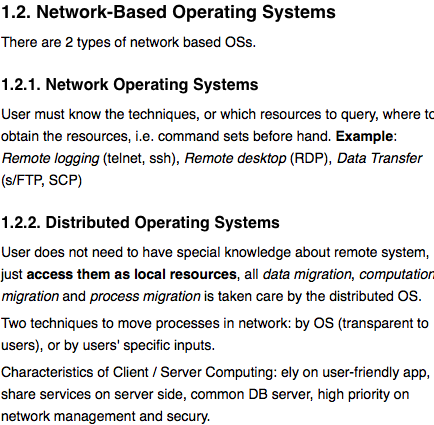 1.2. Network-Based Operating Systems
There are 2 types of network based OSs.
1.2.1. Network Operating Systems
User must know the techniques, or which resources to query, where to
obtain the resources, i.e. command sets before hand. Example:
Remote logging (telnet, ssh), Remote desktop (RDP), Data Transfer
(s/FTP, SCP)
1.2.2. Distributed Operating Systems
User does not need to have special knowledge about remote system,
just access them as local resources, all data migration, computation
migration and process migration is taken care by the distributed OS.
Two techniques to move processes in network: by OS (transparent to
users), or by users' specific inputs.
Characteristics of Client / Server Computing: ely on user-friendly app,
share services on server side, common DB server, high priority on
network management and secury.